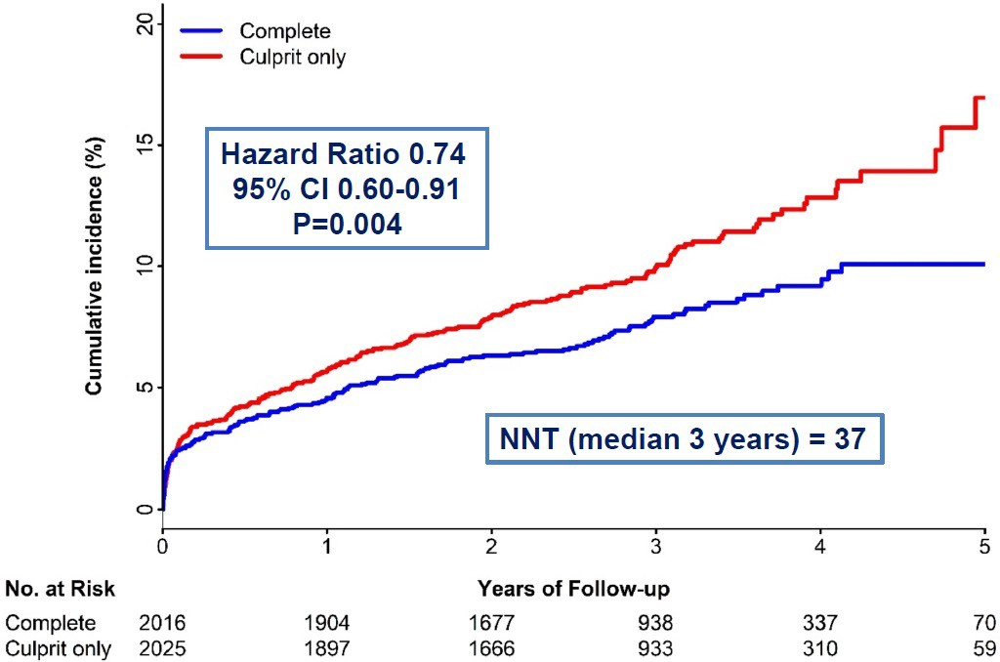 Complete
Culprit only
Hazard Ratio 0.74
95% CI 0.60-0.91
P=0.004
NNT (median 3 years) = 37
Cumulative incidence (%)
20
15
10
5
0
0 1 2 3 4 5
No. at Risk Years of Follow-up
Complete 2016 1904 1677 938 337 70
Culprit only 2025 1897 1666 933 310 59